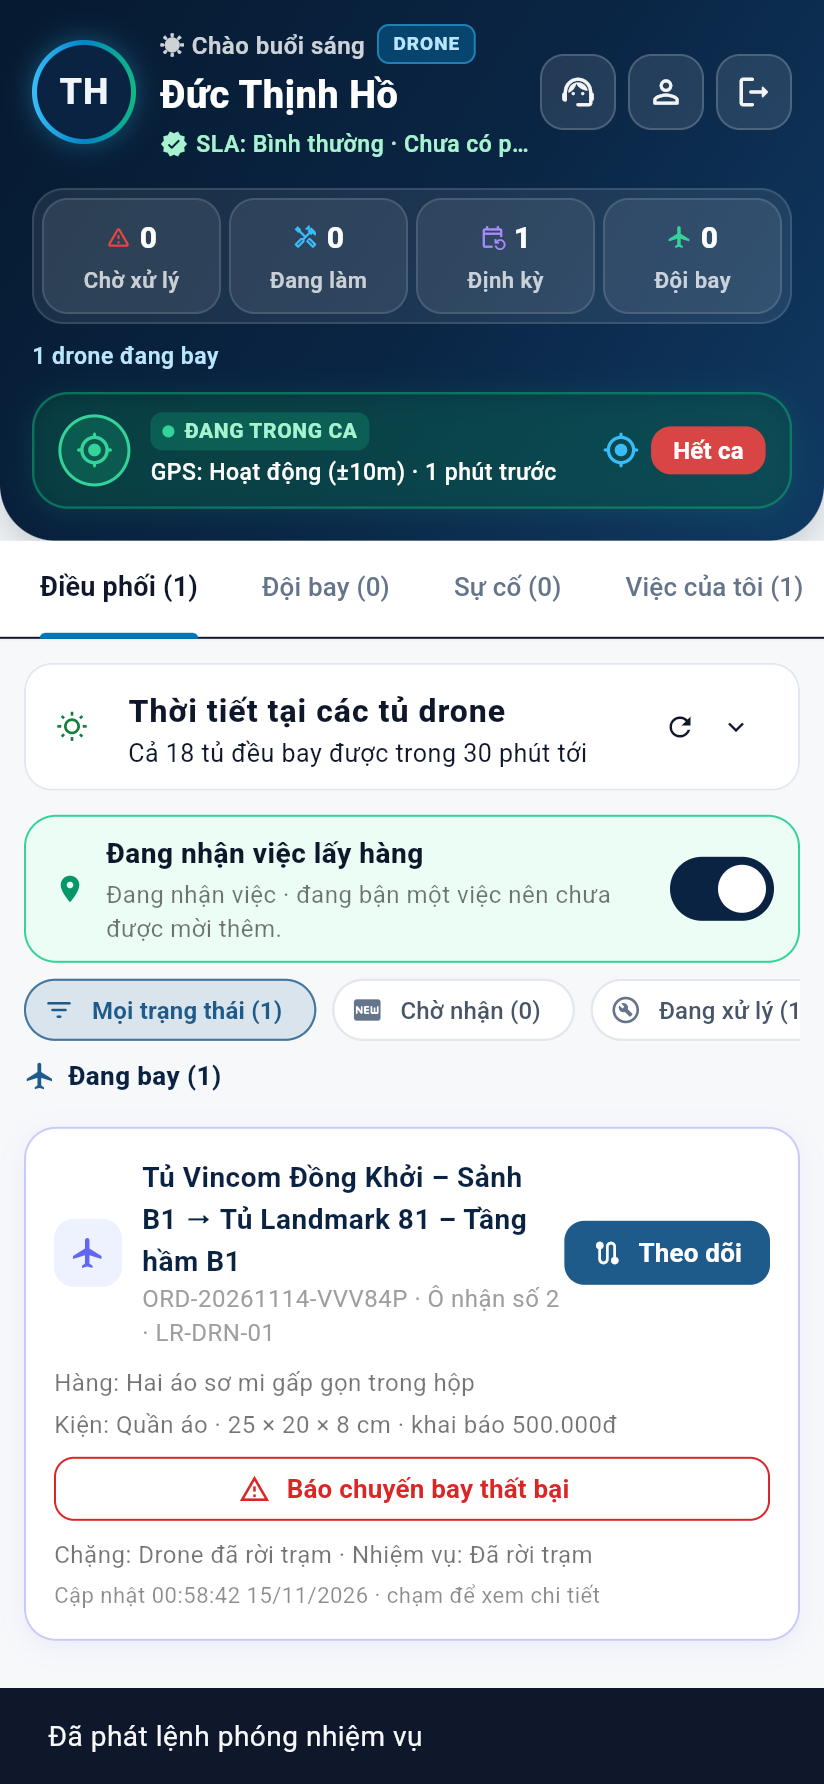 TH
Chào buổi sáng
DRONE
Đức Thịnh Hồ
SLA: Bình thường · Chưa có p...
0
Chờ xử lý
0
Đang làm
1
Định kỳ
0
Đội bay
1 drone đang bay
ĐANG TRONG CA
GPS: Hoạt động (±10m) · 1 phút trước
Hết ca
Điều phối (1)
Đội bay (0)
Sự cố (0)
Việc của tôi (1)
Thời tiết tại các tủ drone
Cả 18 tủ đều bay được trong 30 phút tới
Đang nhận việc lấy hàng
Đang nhận việc · đang bận một việc nên chưa
được mời thêm.
Mọi trạng thái (1)
NEW
Chờ nhận (0)
Đang xử lý (1
Đang bay (1)
Tủ Vincom Đồng Khởi – Sảnh
B1 → Tủ Landmark 81 – Tầng
hầm B1
ORD-20261114-VVV84P · Ô nhận số 2
· LR-DRN-01
Theo dõi
Hàng: Hai áo sơ mi gấp gọn trong hộp
Kiện: Quần áo · 25 × 20 × 8 cm · khai báo 500.000đ
Báo chuyến bay thất bại
Chặng: Drone đã rời trạm · Nhiệm vụ: Đã rời trạm
Cập nhật 00:58:42 15/11/2026 · chạm để xem chi tiết
Đã phát lệnh phóng nhiệm vụ